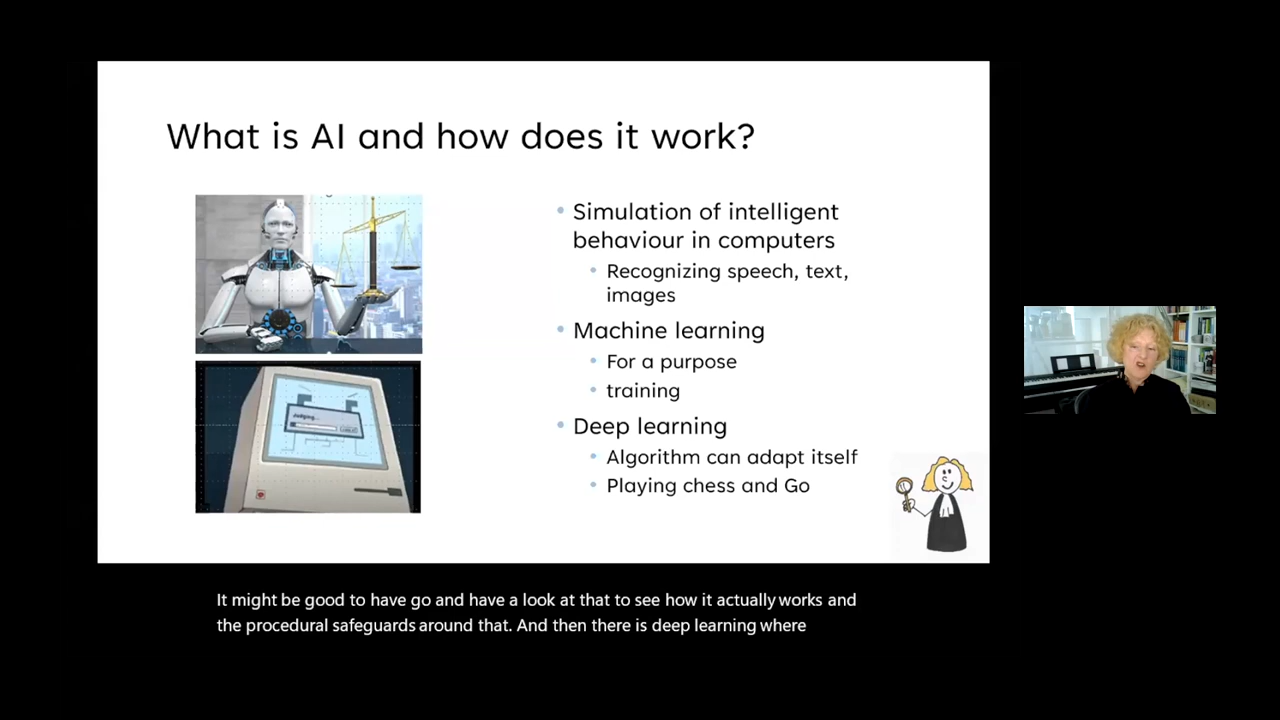 What is AI and how does it work?
Simulation of intelligent
behaviour in computers
Recognizing speech, text,
images
Machine learning
For a purpose
training
Deep learning
Algorithm can adapt itself
Playing chess and Go
Judging...
It might be good to have go and have a look at that to see how it actually works and
the procedural safeguards around that. And then there is deep learning where